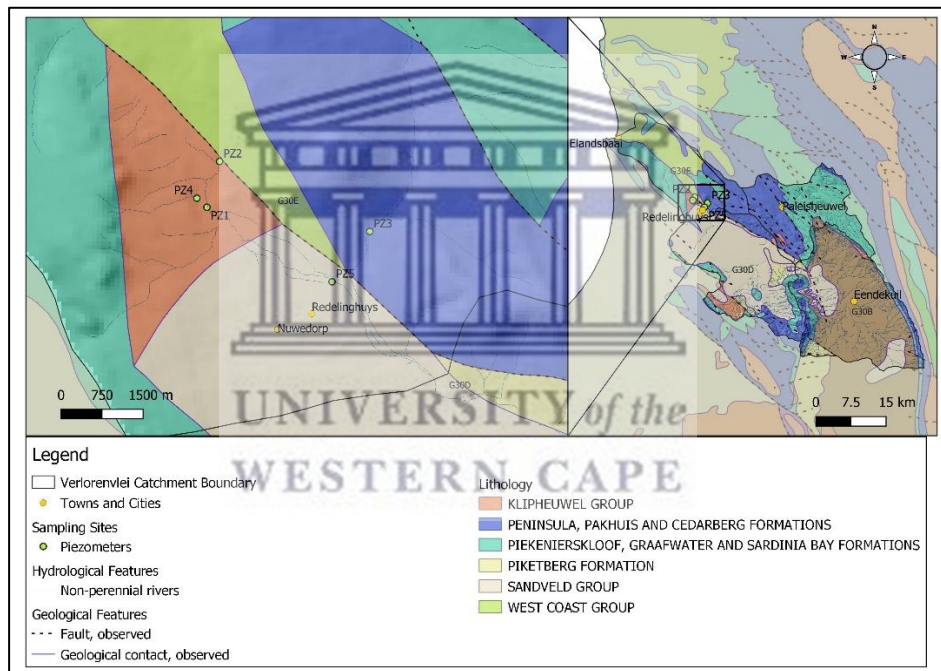 PZ2
PZ4
PZ1
G30E
PZ3
PZ5
Redelinghuys
Nuwedorp
G30D
0 750 1500 m
N
W E
S
Elandsbaai
G30E
PZ3
Redelinghuys
Paleisheuwel
G30D
Eendekuil
G30B
0 7.5 15 km
UNIVERSITY of the
WESTERN CAPE
Legend
Verlorenvlei Catchment Boundary
Towns and Cities
Sampling Sites
Piezometers
Hydrological Features
Non-perennial rivers
Geological Features
Fault, observed
Geological contact, observed
Lithology
KLIPHEUWEL GROUP
PENINSULA, PAKHUIS AND CEDARBERG FORMATIONS
PIEKENIERSKLOOF, GRAAFWATER AND SARDINIA BAY FORMATIONS
PIKETBERG FORMATION
SANDVELD GROUP
WEST COAST GROUP